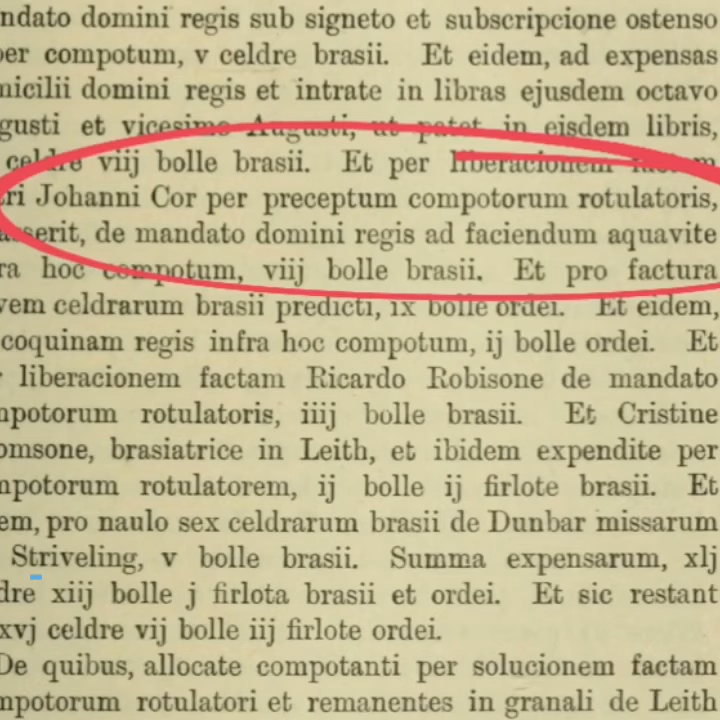 ndato domini regis sub signeto et subscripcione ostenso
per compotum, v celdre brasii. Et eidem, ad expensas
micilii domini regis et intrate in libras ejusdem octavo
gusti et vicesimo Augusti, ut patet in eisdem libris,
celdre viij bolle brasii. Et per liberacionem factam
ri Johanni Cor per preceptum compotorum rotulatoris,
asserit, de mandato domini regis ad faciendum aquavite
ra hoc compotum, viij bolle brasii. Et pro factura
vem celdrarum brasii predicti, ix bolle ordei. Et eidem,
coquinam regis infra hoc compotum, ij bolle ordei. Et
liberacionem factam Ricardo Robisone de mandato
mpotorum rotulatoris, iiij bolle brasii. Et Cristine
omsone, brasiatrice in Leith, et ibidem expendite per
mpotorum rotulatorem, ij bolle ij firlote brasii. Et
em, pro naulo sex celdrarum brasii de Dunbar missarum
Striveling, v bolle brasii. Summa expensarum, xlj
dre xiij bolle j firlota brasii et ordei. Et sic restant
xvj celdre vij bolle iij firlote ordei.
De quibus, allocate compotanti per solucionem factam
mpotorum rotulatori et remanentes in granali de Leith